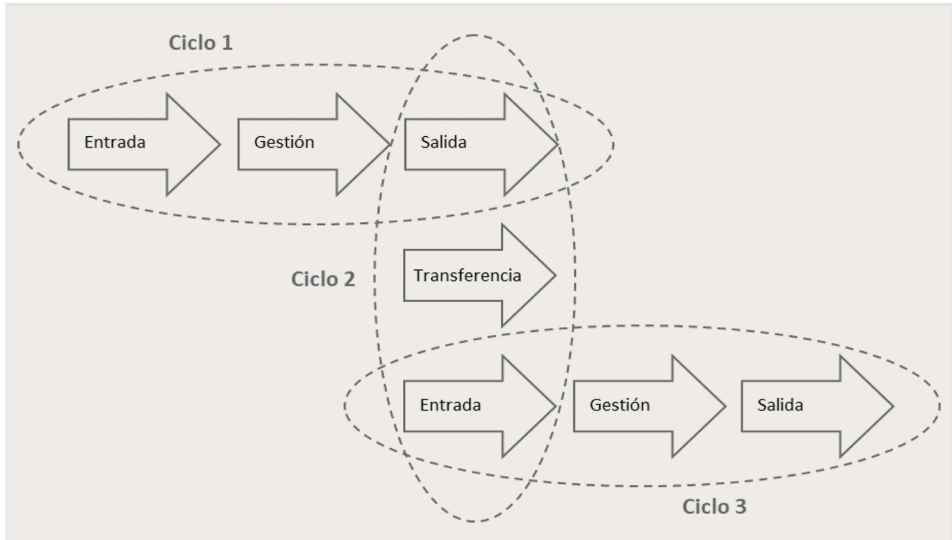 Ciclo 1
Entrada
Gestión
Salida
Ciclo 2
Transferencia
Entrada
Gestión
Salida
Ciclo 3